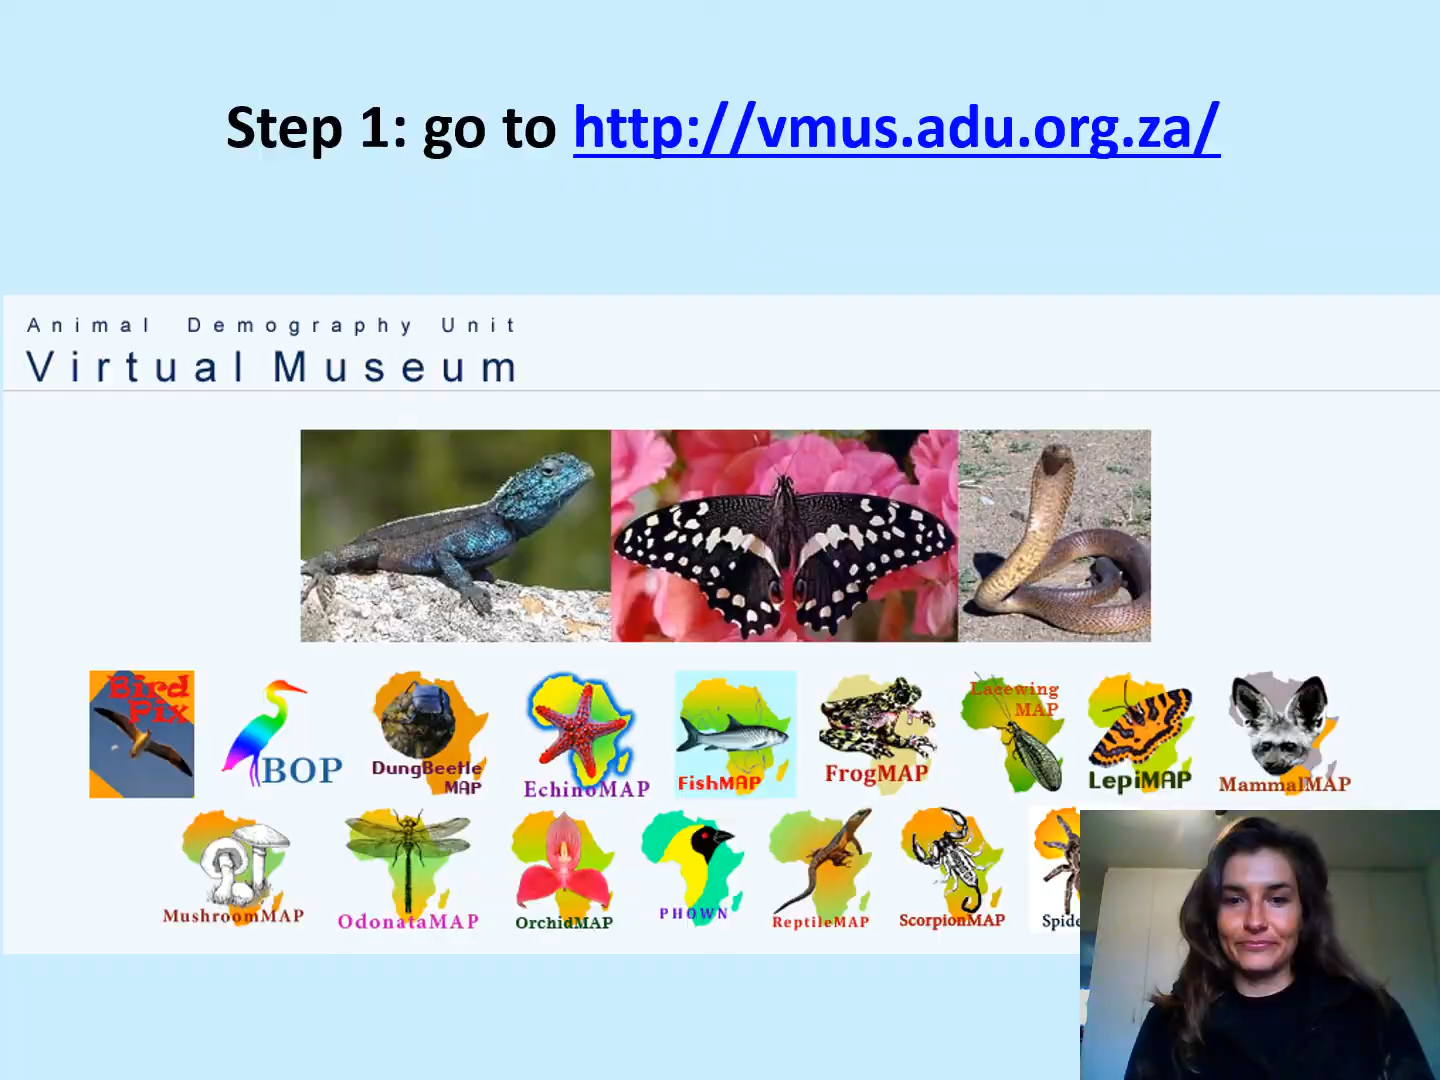 Step 1: go to http://vmus.adu.org.za/
Animal Demography Unit
Virtual Museum
Bird Pix
BOP
DungBeetle MAP
EchinoMAP
FishMAP
FrogMAP
Lacewing MAP
LepiMAP
MammalMAP
MushroomMAP
OdonataMAP
OrchidMAP
PHOWN
ReptileMAP
ScorpionMAP